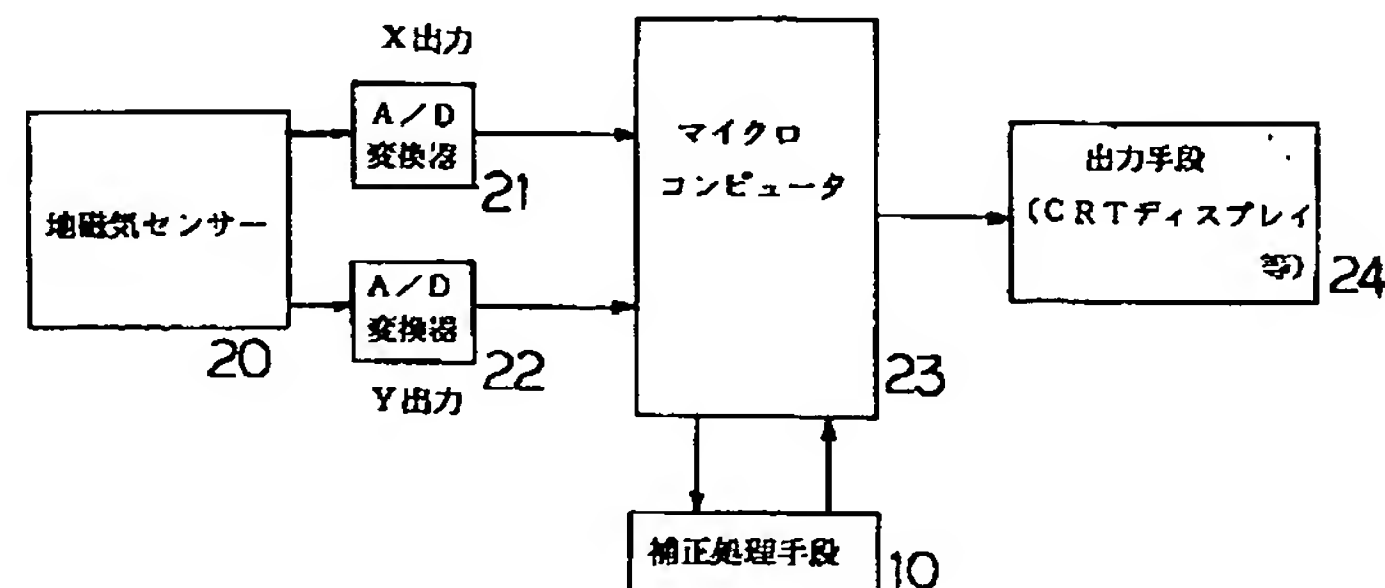 X出力
A/D
変換器
21
地磁気センサー
20
A/D
変換器
22
Y出力
マイクロ
コンピュータ
23
出力手段
(CRTディスプレイ
等)
24
補正処理手段
10